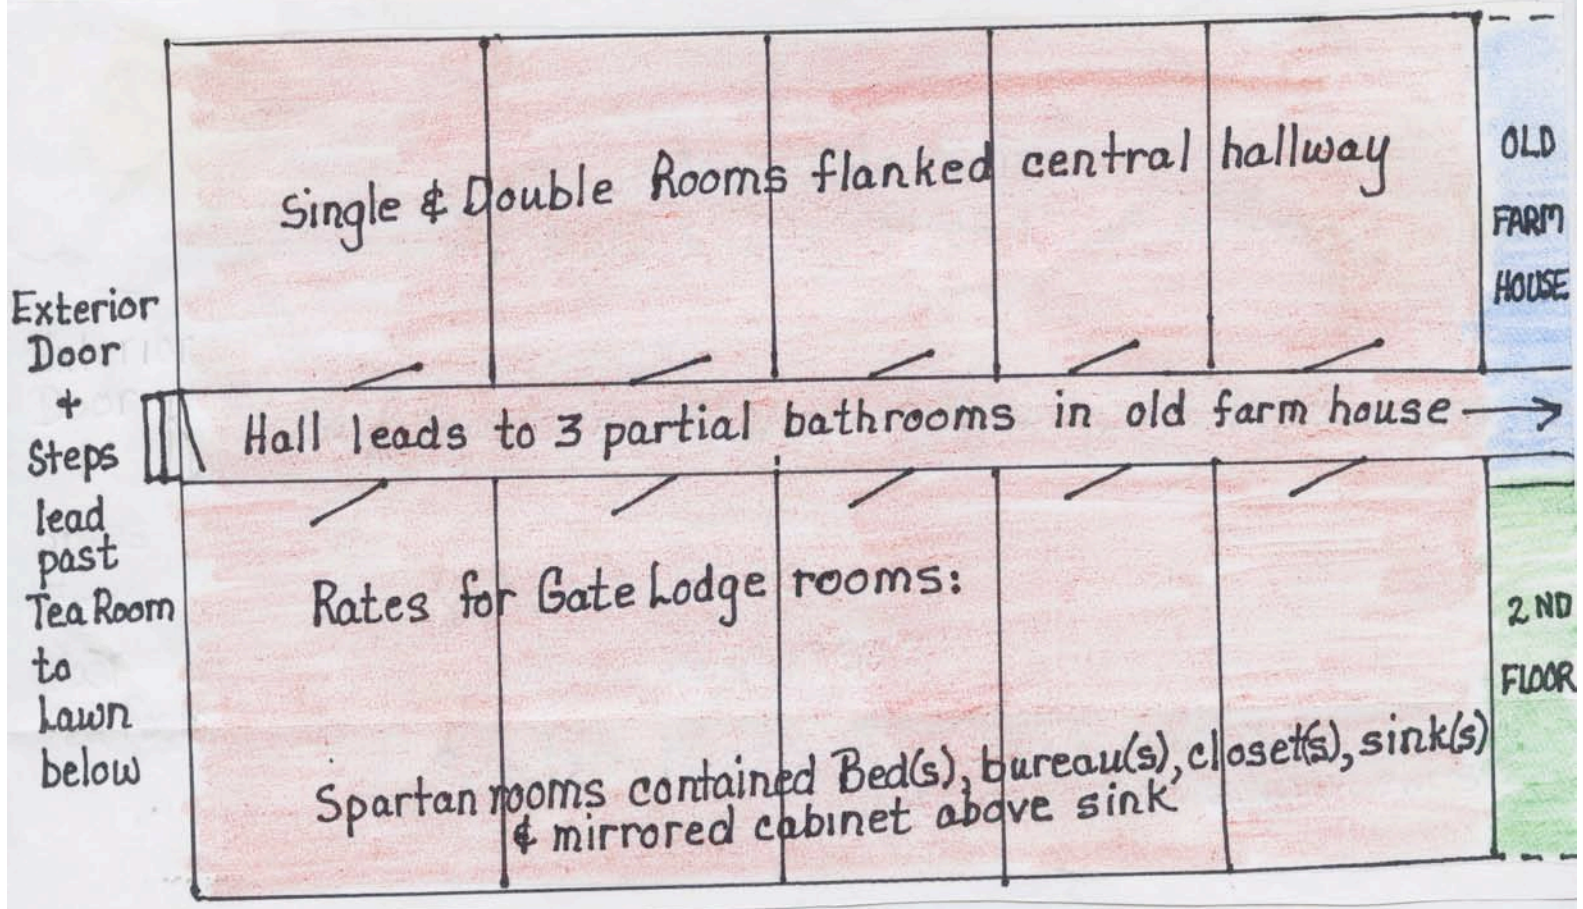 Single & Double Rooms flanked central hallway
OLD
FARM
HOUSE
Exterior
Door
+
Steps
lead
past
Tea Room
to
Lawn
below
Hall leads to 3 partial bathrooms in old farm house
Rates for Gate Lodge rooms:
2ND
FLOOR
Spartan rooms contained Bed(s), bureau(s), closet(s), sink(s)
& mirrored cabinet above sink